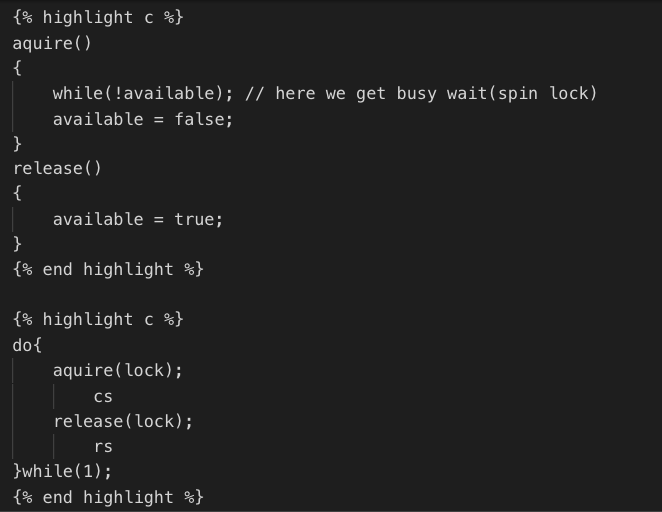 {% highlight c %}
aquire()
{
    while(!available); // here we get busy wait(spin lock)
    available = false;
}
release()
{
    available = true;
}
{% end highlight %}

{% highlight c %}
do{
    aquire(lock);
        cs
    release(lock);
        rs
}while(1);
{% end highlight %}